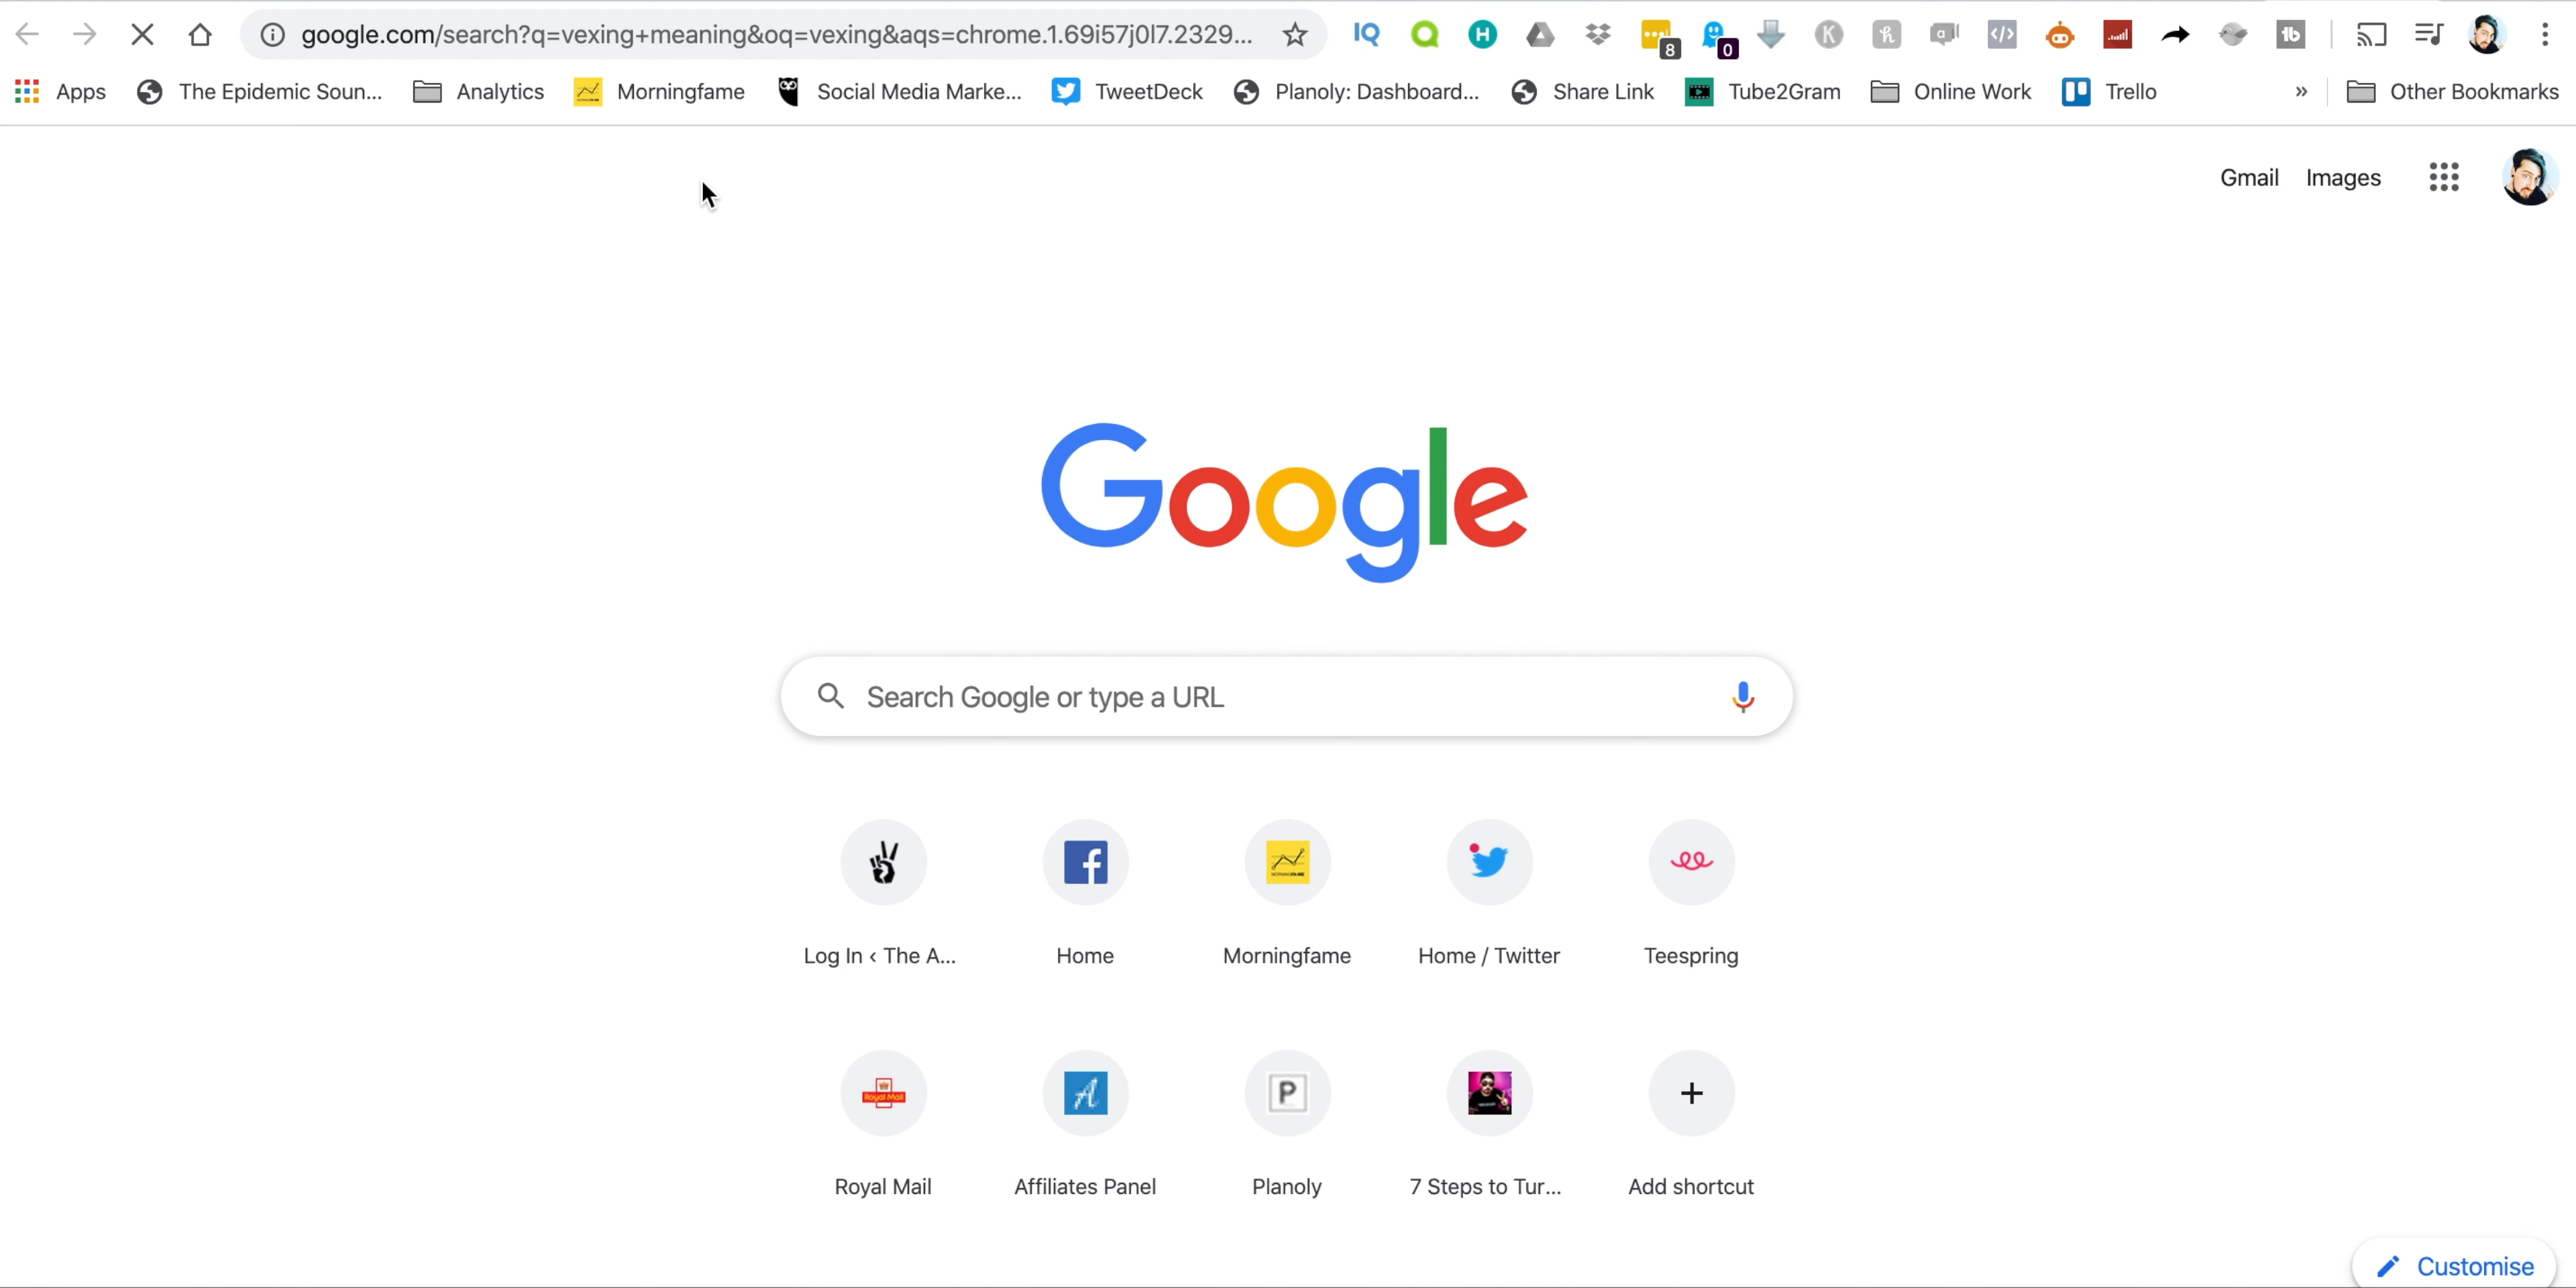 google.com/search?q=vexing+meaning&oq=vexing&aqs=chrome.1.69i57j0l7.2329...
IQ
H
8
0
K
a
</>
tb
Apps
The Epidemic Soun...
Analytics
Morningfame
Social Media Marke...
TweetDeck
Planoly: Dashboard...
Share Link
Tube2Gram
Online Work
Trello
»
Other Bookmarks
Gmail
Images
Google
Search Google or type a URL
Log In ‹ The A...
Home
Morningfame
Home / Twitter
Teespring
Royal Mail
P
Royal Mail
Affiliates Panel
Planoly
7 Steps to Tur...
Add shortcut
Customise